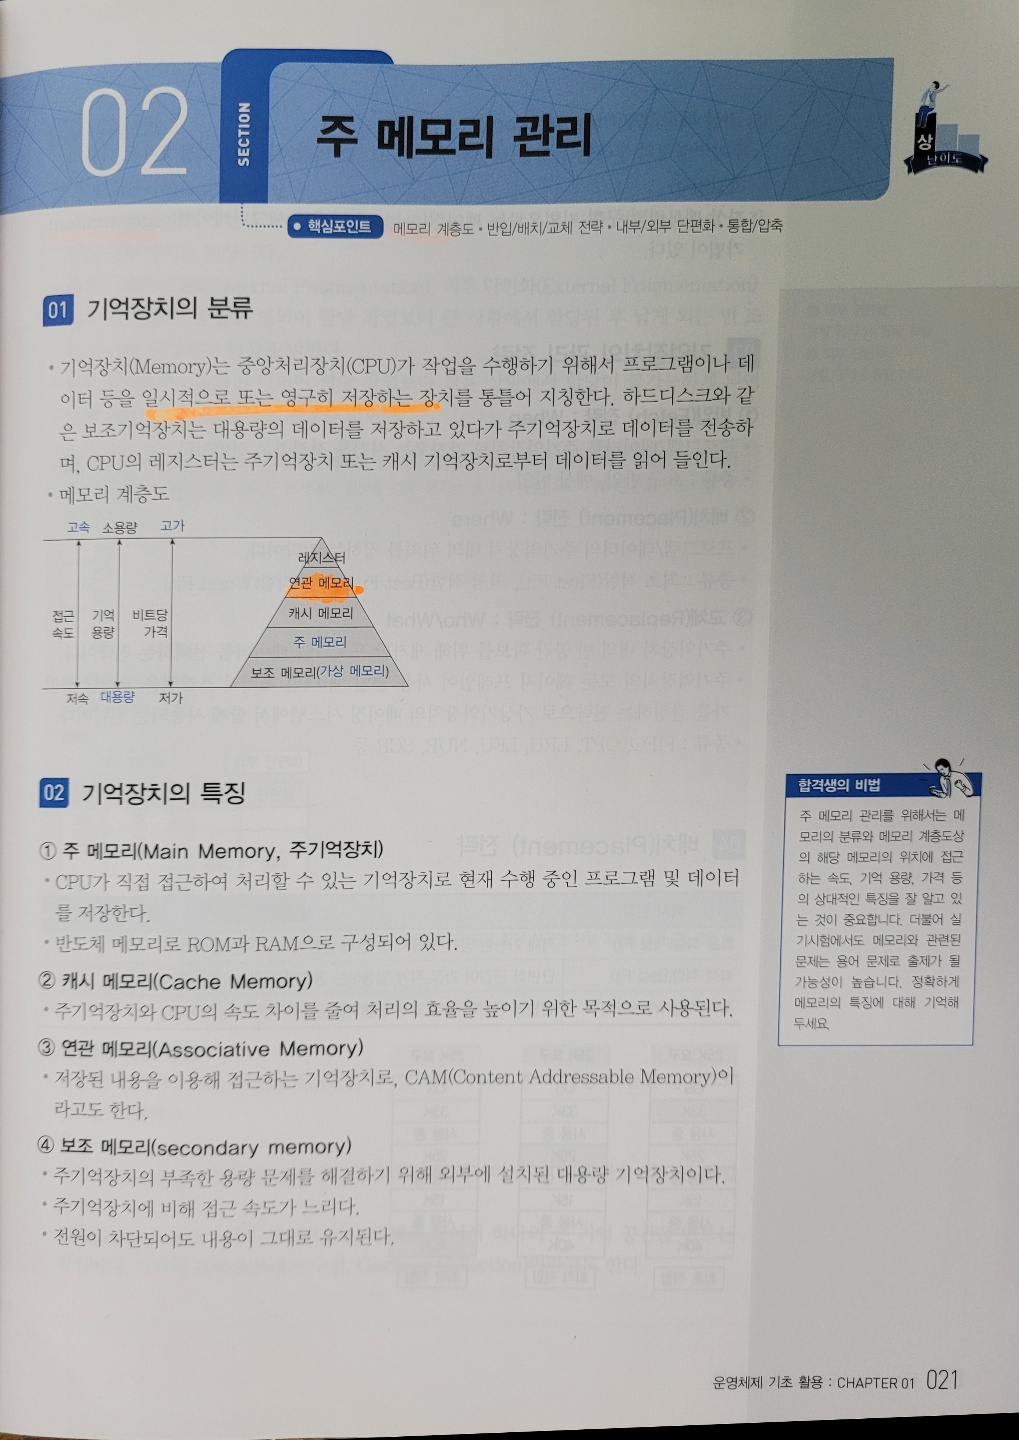 02
SECTION
주 메모리 관리
상
난이도
핵심포인트
메모리 계층도 • 반입/배치/교체 전략 • 내부/외부 단편화 • 통합/압축
01 기억장치의 분류
• 기억장치(Memory)는 중앙처리장치(CPU)가 작업을 수행하기 위해서 프로그램이나 데
이터 등을 일시적으로 또는 영구히 저장하는 장치를 통틀어 지칭한다. 하드디스크와 같
은 보조기억장치는 대용량의 데이터를 저장하고 있다가 주기억장치로 데이터를 전송하
며, CPU의 레지스터는 주기억장치 또는 캐시 기억장치로부터 데이터를 읽어 들인다.
• 메모리 계층도
고속 소용량 고가
레지스터
연관 메모리
캐시 메모리
주 메모리
보조 메모리(가상 메모리)
접근
속도
기억
용량
비트당
가격
저속 대용량 저가
02 기억장치의 특징
① 주 메모리(Main Memory, 주기억장치)
• CPU가 직접 접근하여 처리할 수 있는 기억장치로 현재 수행 중인 프로그램 및 데이터
를 저장한다.
• 반도체 메모리로 ROM과 RAM으로 구성되어 있다.
② 캐시 메모리(Cache Memory)
• 주기억장치와 CPU의 속도 차이를 줄여 처리의 효율을 높이기 위한 목적으로 사용된다.
③ 연관 메모리(Associative Memory)
• 저장된 내용을 이용해 접근하는 기억장치로, CAM(Content Addressable Memory)이
라고도 한다.
④ 보조 메모리(secondary memory)
• 주기억장치의 부족한 용량 문제를 해결하기 위해 외부에 설치된 대용량 기억장치이다.
• 주기억장치에 비해 접근 속도가 느리다.
• 전원이 차단되어도 내용이 그대로 유지된다.
합격생의 비법
주 메모리 관리를 위해서는 메
모리의 분류와 메모리 계층도상
의 해당 메모리의 위치에 접근
하는 속도, 기억 용량, 가격 등
의 상대적인 특징을 잘 알고 있
는 것이 중요합니다. 더불어 실
기시험에서도 메모리와 관련된
문제는 용어 문제로 출제가 될
가능성이 높습니다. 정확하게
메모리의 특징에 대해 기억해
두세요.
운영체제 기초 활용 : CHAPTER 01 021